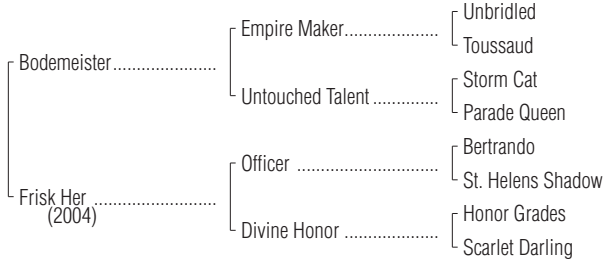 Unbridled
Empire Maker....................
Toussaud
Bodemeister......................
Storm Cat
Untouched Talent ..............
Parade Queen
Bertrando
Officer ..............................
St. Helens Shadow
Frisk Her ..........................
(2004)
Honor Grades
Divine Honor ....................
Scarlet Darling